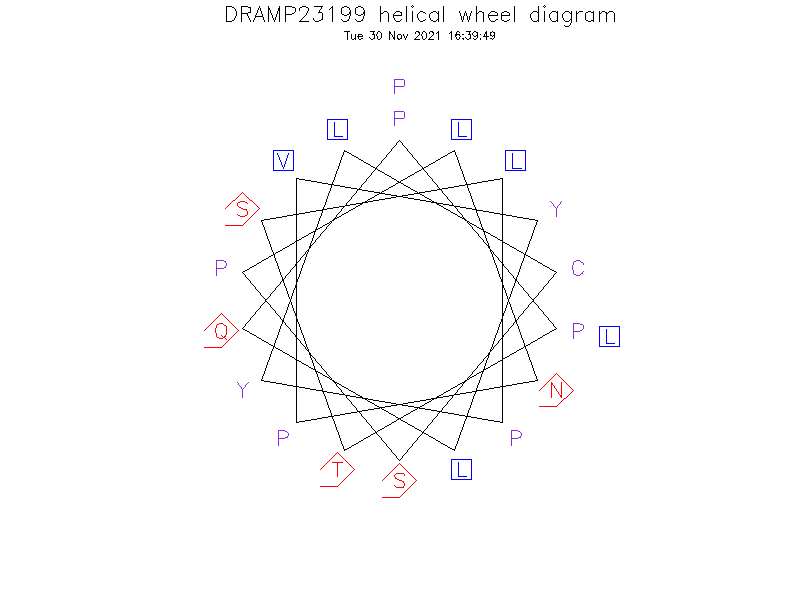 DRAMP23199 helical wheel diagram
Tue 30 Nov 2021 16:39:49
P
P
L L
V L
S Y
P C
Q P L
Y N
P P
T L
S